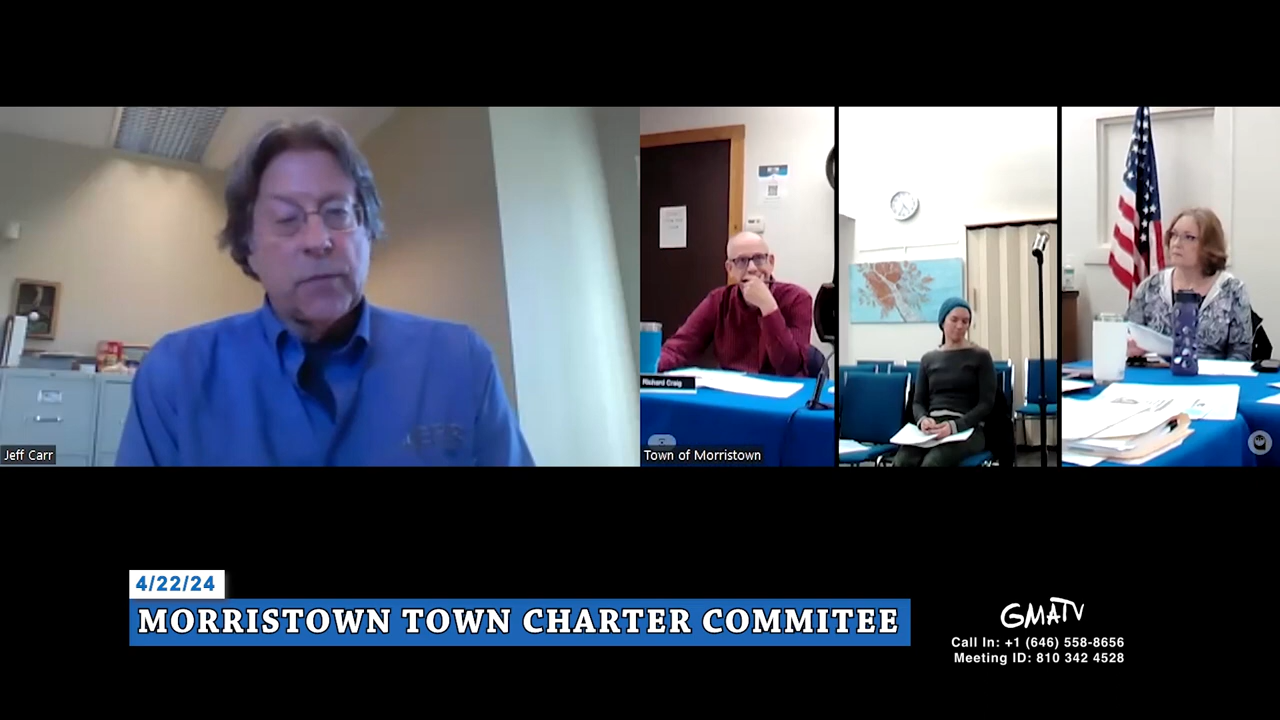 Jeff Carr
Richard Craig
Town of Morristown
4/22/24
MORRISTOWN TOWN CHARTER COMMITEE
GMATV
Call In: +1 (646) 558-8656
Meeting ID: 810 342 4528